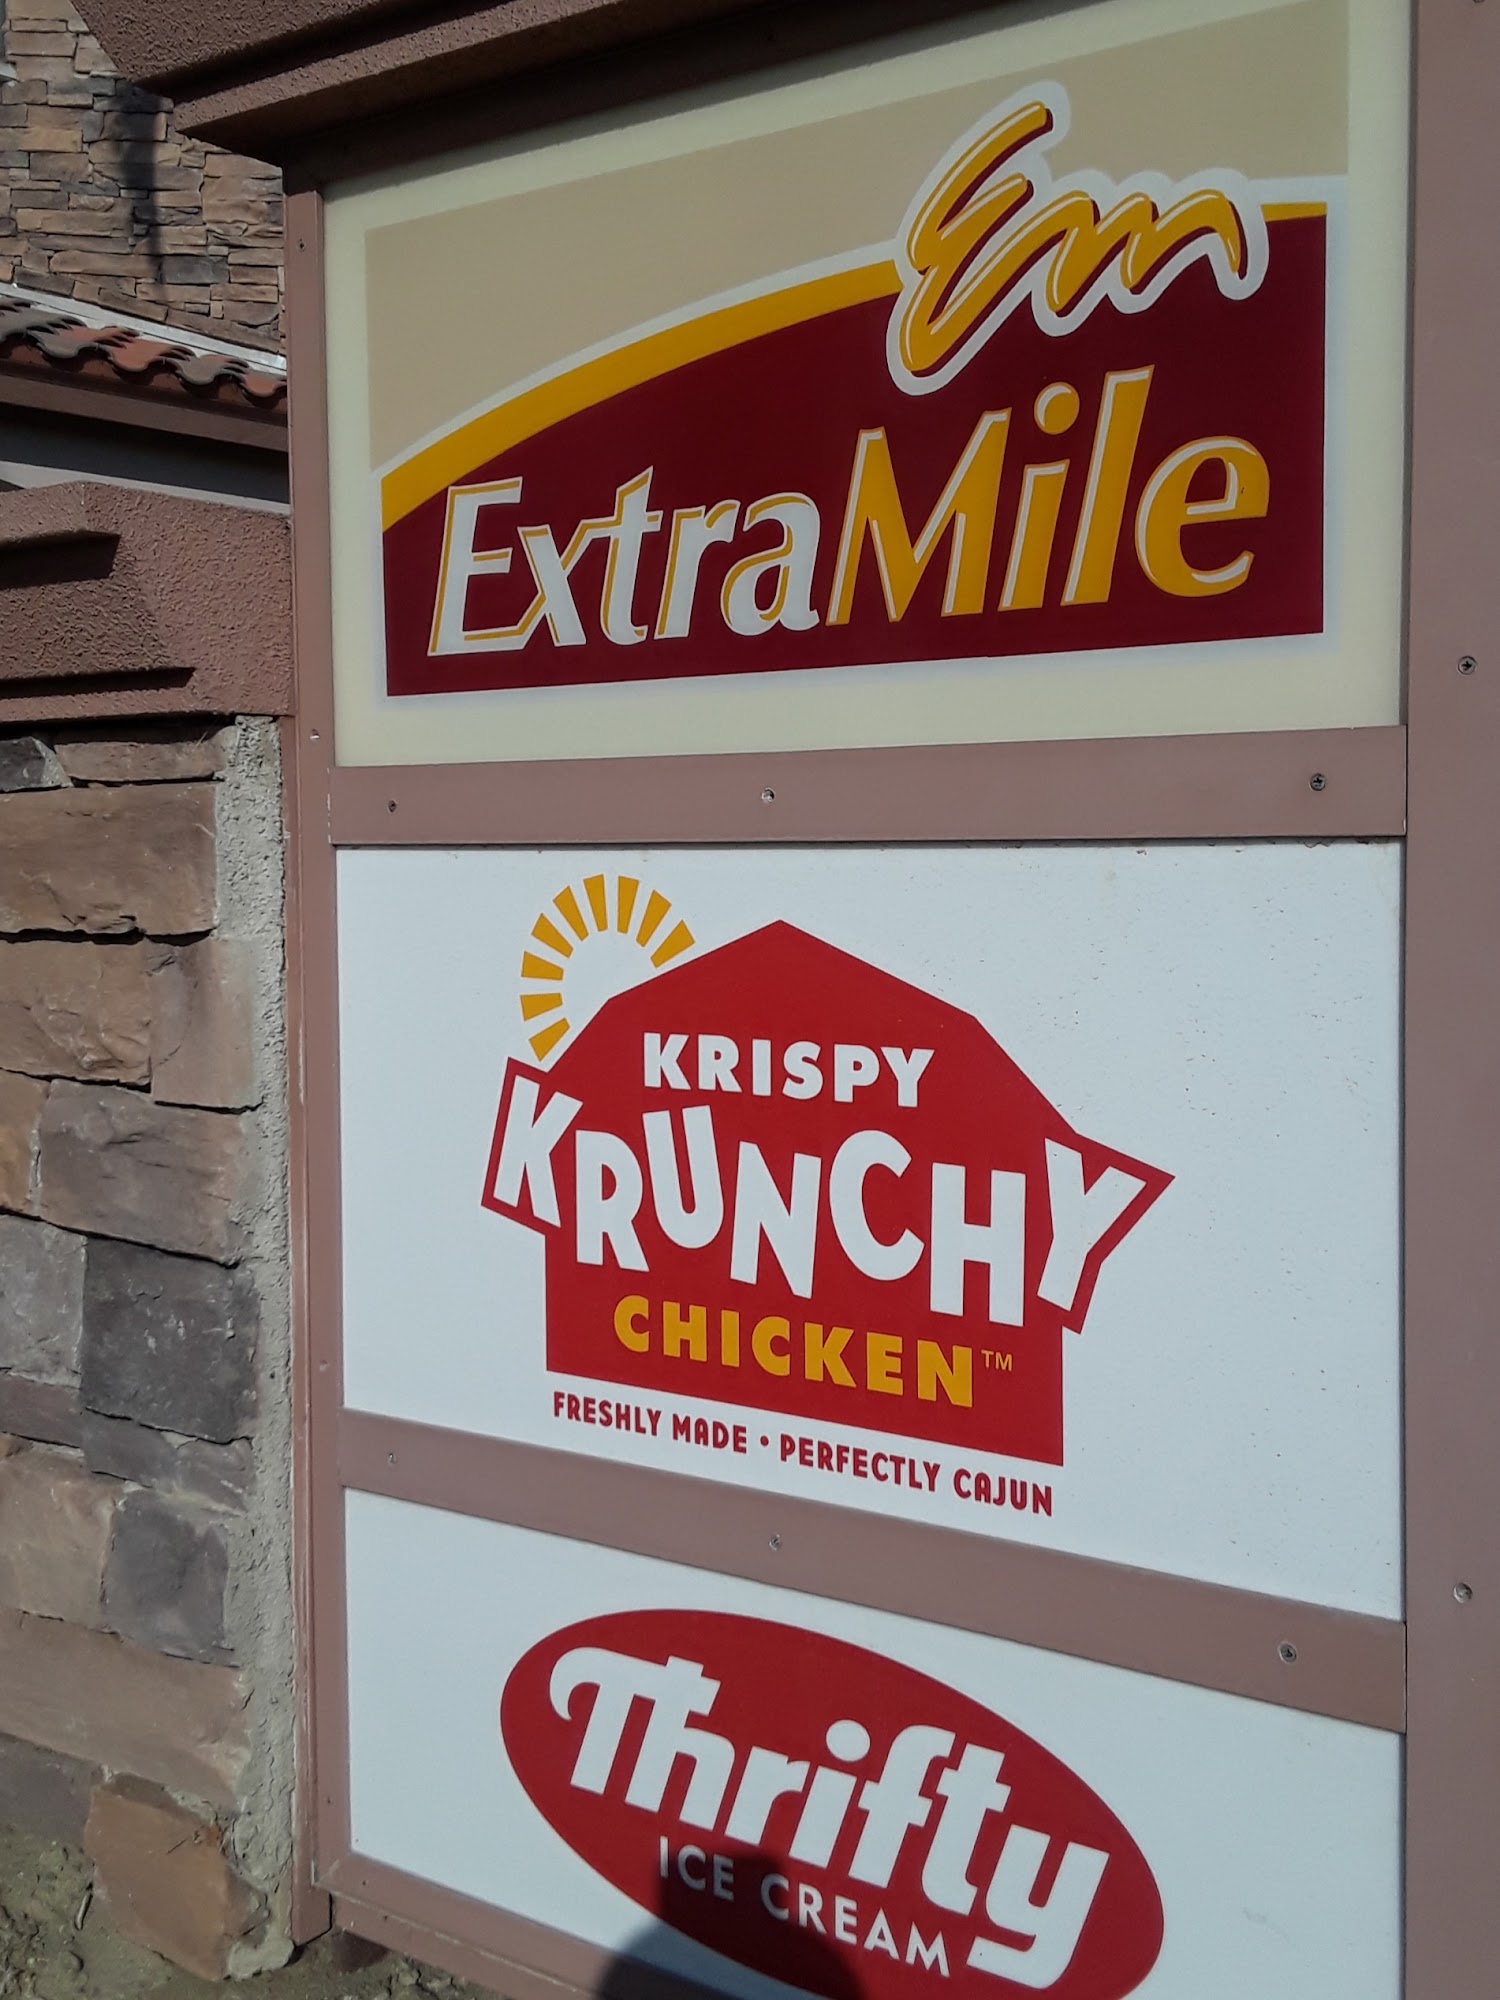 Em
ExtraMile
KRISPY
KRUNCHY
CHICKEN™
FRESHLY MADE • PERFECTLY CAJUN
Thrifty
ICE CREAM